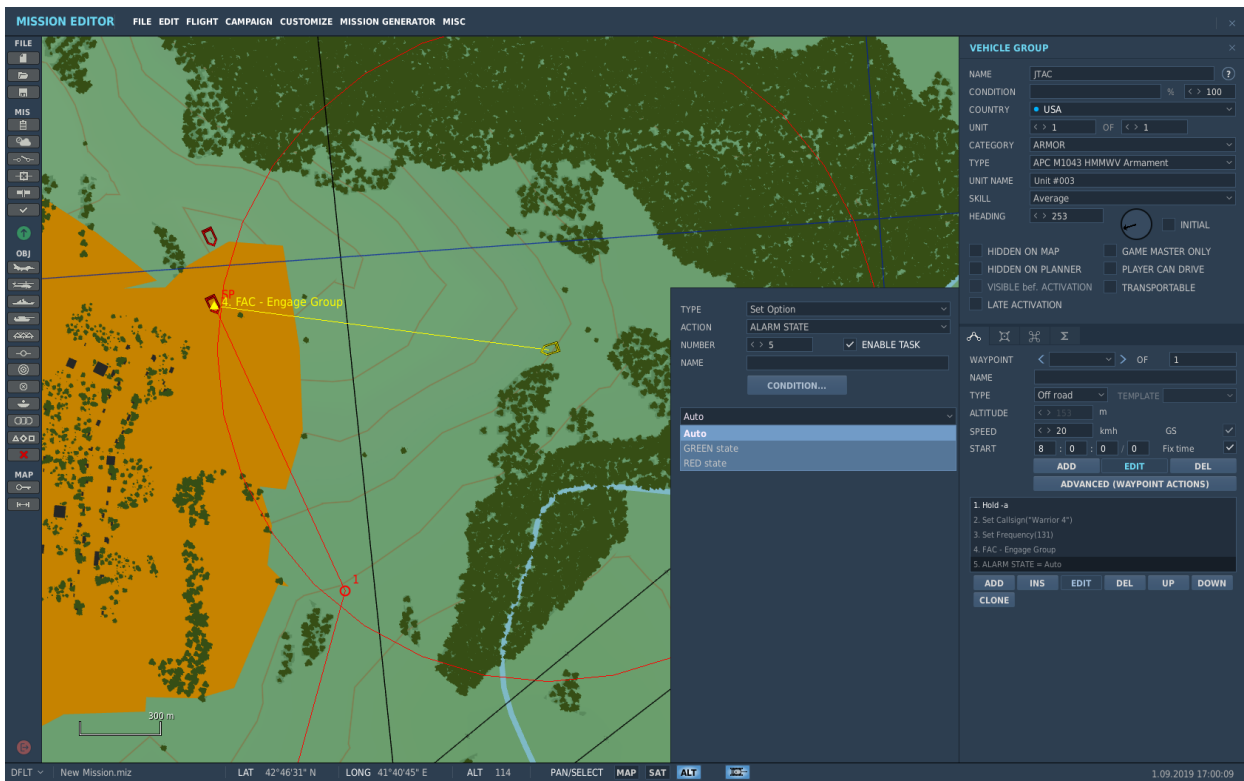 MISSION EDITOR FILE EDIT FLIGHT CAMPAIGN CUSTOMIZE MISSION GENERATOR MISC
FILE
MIS
OBJ
MAP
SP
4. FAC - Engage Group
1
300 m
TYPE Set Option
ACTION ALARM STATE
NUMBER < > 5 ENABLE TASK
NAME
CONDITION...
Auto
Auto
GREEN state
RED state
VEHICLE GROUP
NAME JTAC ?
CONDITION % < > 100
COUNTRY USA
UNIT < > 1 OF < > 1
CATEGORY ARMOR
TYPE APC M1043 HMMWV Armament
UNIT NAME Unit #003
SKILL Average
HEADING < > 253 INITIAL
HIDDEN ON MAP GAME MASTER ONLY
HIDDEN ON PLANNER PLAYER CAN DRIVE
VISIBLE bef. ACTIVATION TRANSPORTABLE
LATE ACTIVATION
WAYPOINT < > OF 1
NAME
TYPE Off road TEMPLATE
ALTITUDE < > 153 m
SPEED < > 20 kmh GS
START 8 : 0 : 0 / 0 Fix time
ADD EDIT DEL
ADVANCED (WAYPOINT ACTIONS)
1. Hold -a
2. Set Callsign("Warrior 4")
3. Set Frequency(131)
4. FAC - Engage Group
5. ALARM STATE = Auto
ADD INS EDIT DEL UP DOWN
CLONE
DFLT New Mission.miz LAT 42°46'31" N LONG 41°40'45" E ALT 114 PAN/SELECT MAP SAT ALT 1.09.2019 17:00:09